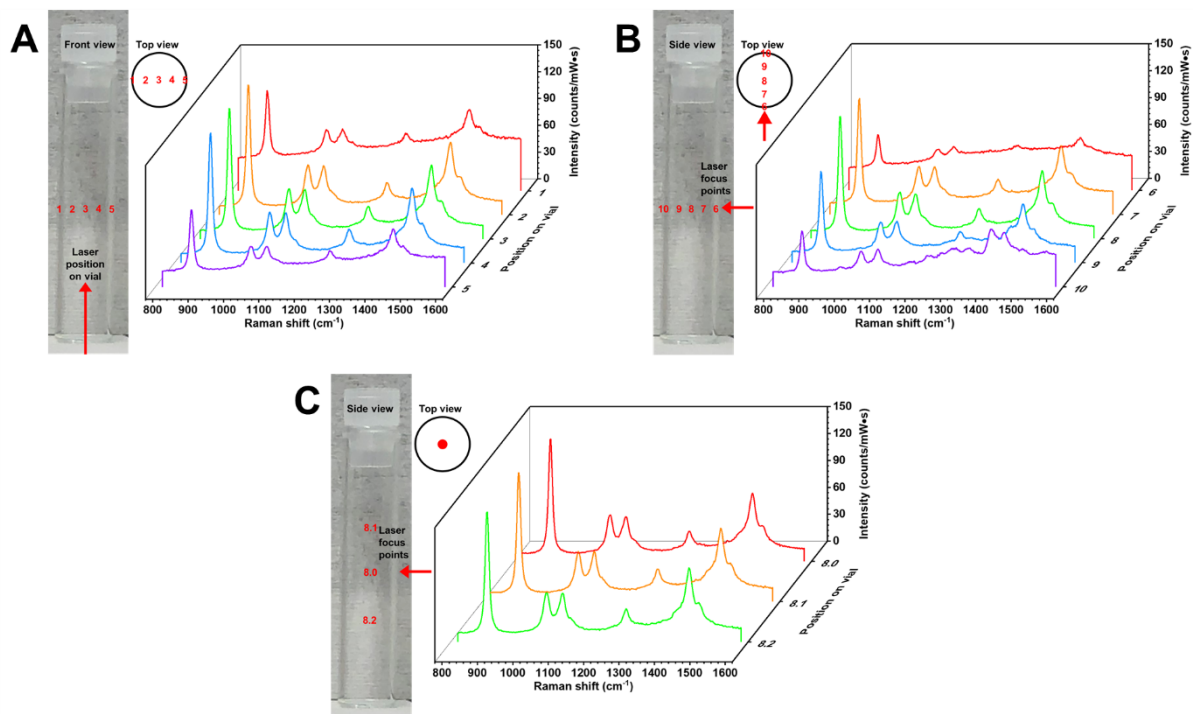 A
Front view
Top view
1 2 3 4 5
1 2 3 4 5
Laser
position
on vial
150
120
90
60
30
0
Intensity (counts/mW•s)
1
2
3
4
5
Position on vial
800 900 1000 1100 1200 1300 1400 1500 1600
Raman shift (cm⁻¹)
B
Side view
Top view
10
9
8
7
6
Laser
focus
points
10 9 8 7 6
150
120
90
60
30
0
Intensity (counts/mW•s)
6
7
8
9
10
Position on vial
800 900 1000 1100 1200 1300 1400 1500 1600
Raman shift (cm⁻¹)
C
Side view
Top view
8.1
Laser
focus
points
8.0
8.2
150
120
90
60
30
0
Intensity (counts/mW•s)
8.0
8.1
8.2
Position on vial
800 900 1000 1100 1200 1300 1400 1500 1600
Raman shift (cm⁻¹)